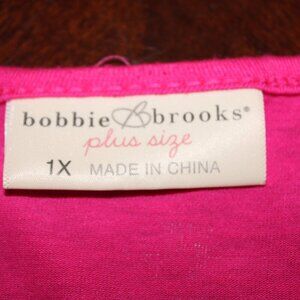 bobbie B brooks®
plus size
1X MADE IN CHINA